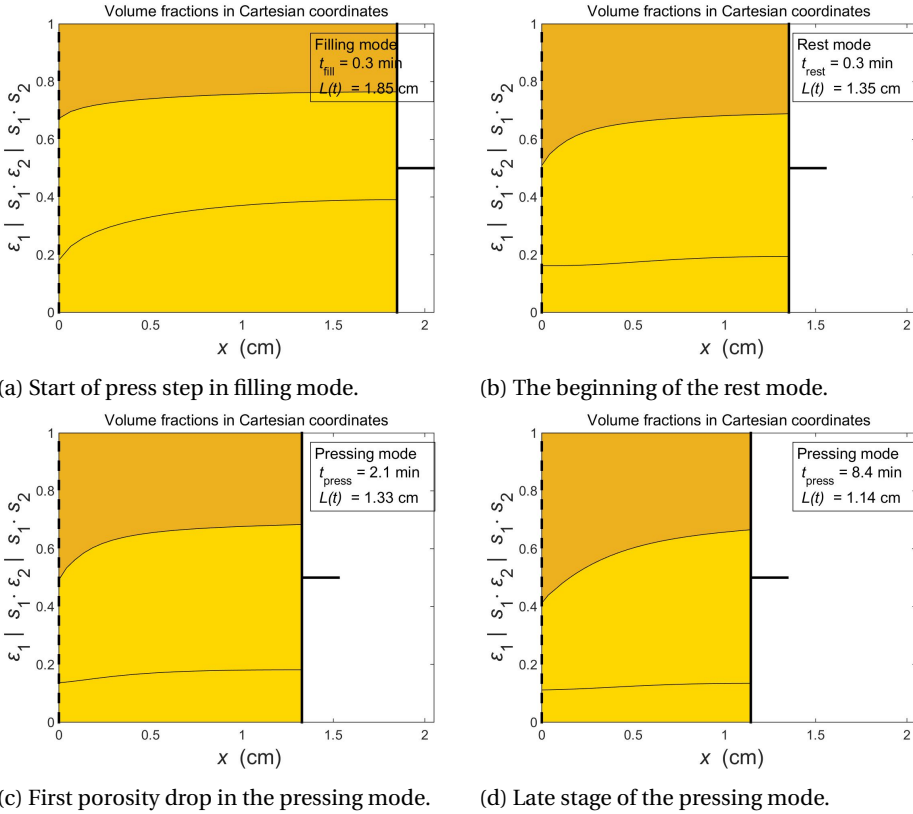 Volume fractions in Cartesian coordinates
ε1 | s1· ε2 | s1· s2
1
0.8
0.6
0.4
0.2
0
Filling mode
tfill = 0.3 min
L(t) = 1.85 cm
0 0.5 1 1.5 2
x (cm)
(a) Start of press step in filling mode.
Volume fractions in Cartesian coordinates
ε1 | s1· ε2 | s1· s2
1
0.8
0.6
0.4
0.2
0
Rest mode
trest = 0.3 min
L(t) = 1.35 cm
0 0.5 1 1.5 2
x (cm)
(b) The beginning of the rest mode.
Volume fractions in Cartesian coordinates
ε1 | s1· ε2 | s1· s2
1
0.8
0.6
0.4
0.2
0
Pressing mode
tpress = 2.1 min
L(t) = 1.33 cm
0 0.5 1 1.5 2
x (cm)
(c) First porosity drop in the pressing mode.
Volume fractions in Cartesian coordinates
ε1 | s1· ε2 | s1· s2
1
0.8
0.6
0.4
0.2
0
Pressing mode
tpress = 8.4 min
L(t) = 1.14 cm
0 0.5 1 1.5 2
x (cm)
(d) Late stage of the pressing mode.